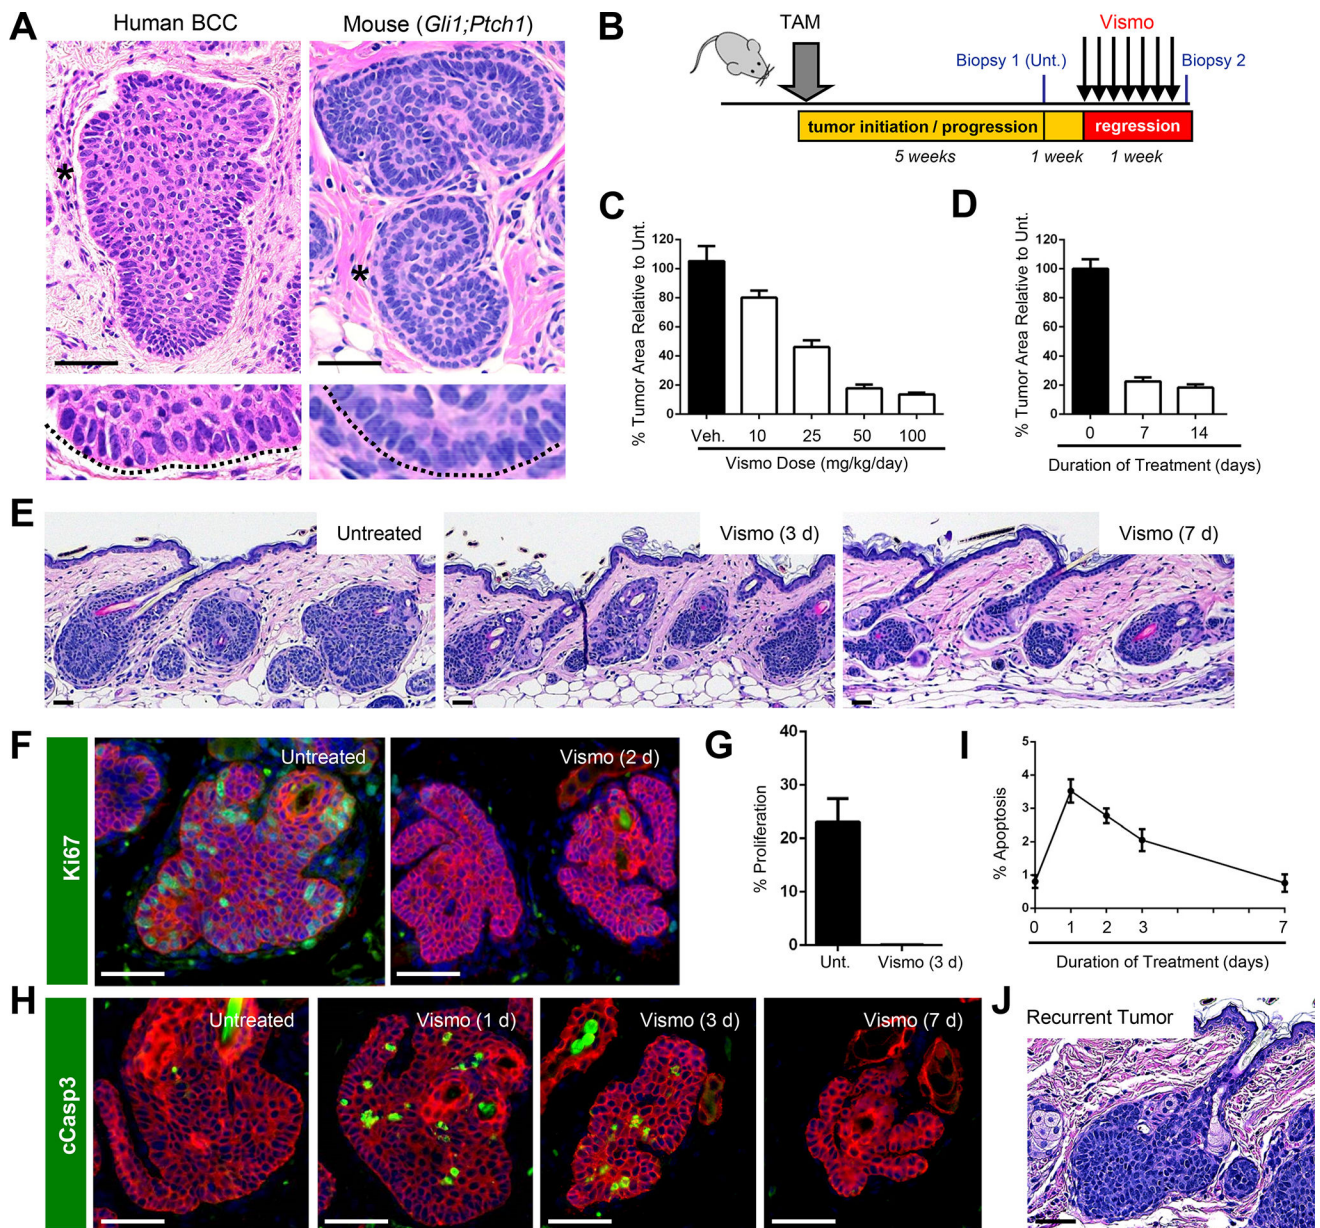 A
Human BCC
Mouse (Gli1;Ptch1)
*
*
B
TAM
Vismo
Biopsy 1 (Unt.)
Biopsy 2
tumor initiation / progression
regression
5 weeks
1 week
1 week
C
% Tumor Area Relative to Unt.
120
100
80
60
40
20
0
Veh.
10
25
50
100
Vismo Dose (mg/kg/day)
D
% Tumor Area Relative to Unt.
120
100
80
60
40
20
0
0
7
14
Duration of Treatment (days)
E
Untreated
Vismo (3 d)
Vismo (7 d)
F
Ki67
Untreated
Vismo (2 d)
G
% Proliferation
40
30
20
10
0
Unt.
Vismo (3 d)
H
cCasp3
Untreated
Vismo (1 d)
Vismo (3 d)
Vismo (7 d)
I
% Apoptosis
5
4
3
2
1
0
0
1
2
3
7
Duration of Treatment (days)
J
Recurrent Tumor